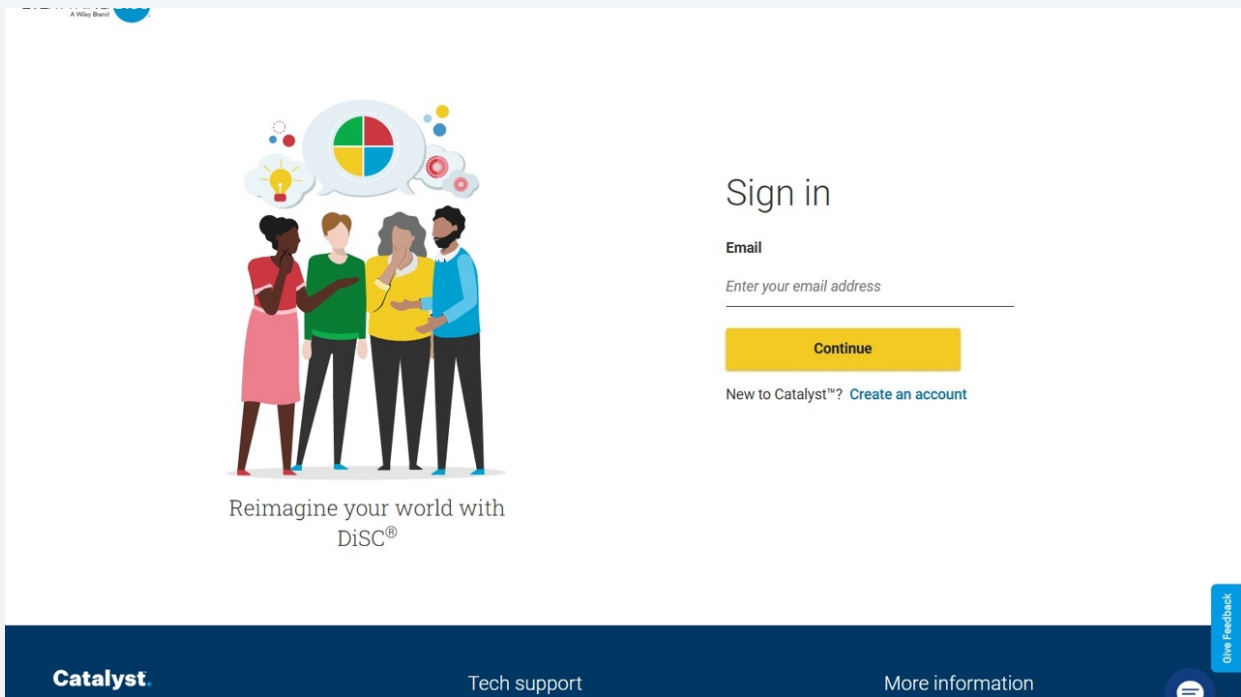 A Wiley Brand
Sign in
Email
Enter your email address
Continue
New to Catalyst™? Create an account
Reimagine your world with
DiSC®
Give Feedback
Catalyst.
Tech support
More information